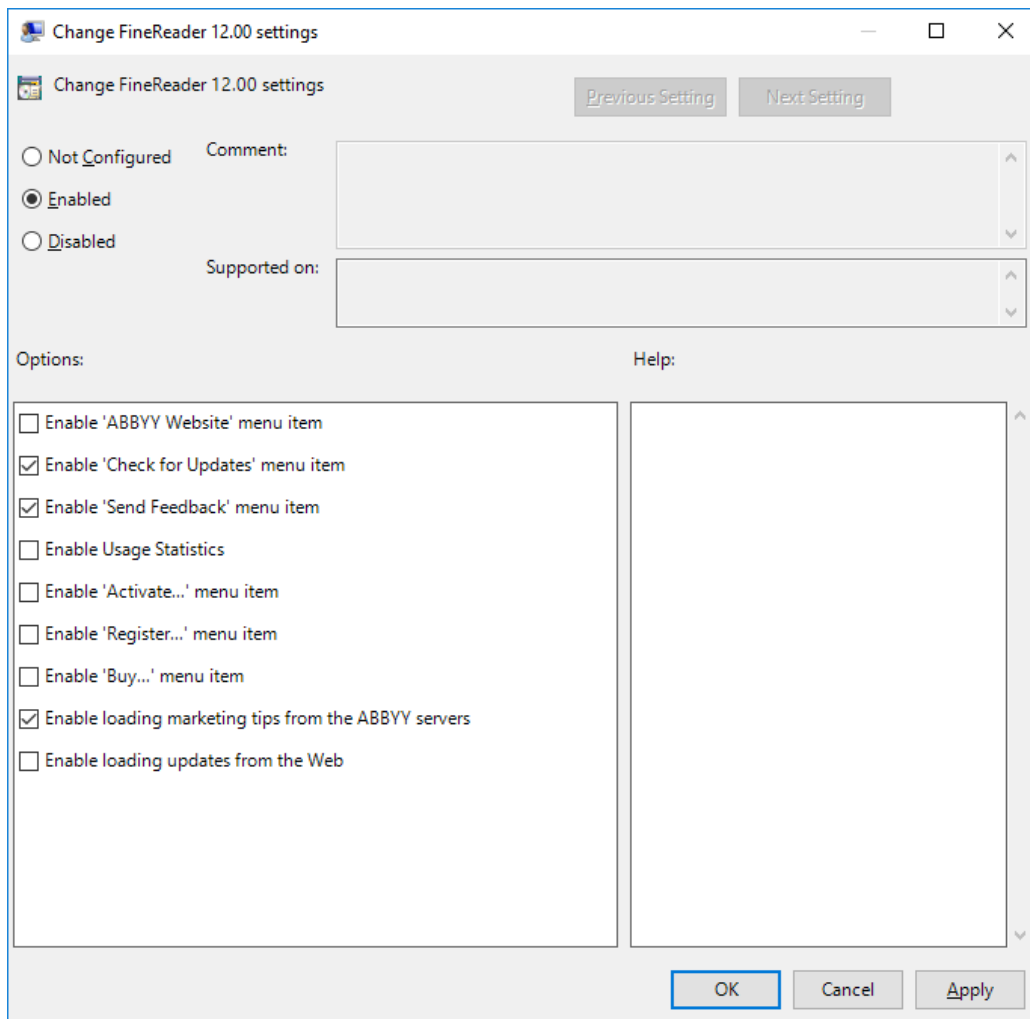 Change FineReader 12.00 settings
Change FineReader 12.00 settings
Previous Setting
Next Setting
Not Configured
Comment:
Enabled
Disabled
Supported on:
Options:
Help:
Enable 'ABBYY Website' menu item
Enable 'Check for Updates' menu item
Enable 'Send Feedback' menu item
Enable Usage Statistics
Enable 'Activate...' menu item
Enable 'Register...' menu item
Enable 'Buy...' menu item
Enable loading marketing tips from the ABBYY servers
Enable loading updates from the Web
OK
Cancel
Apply